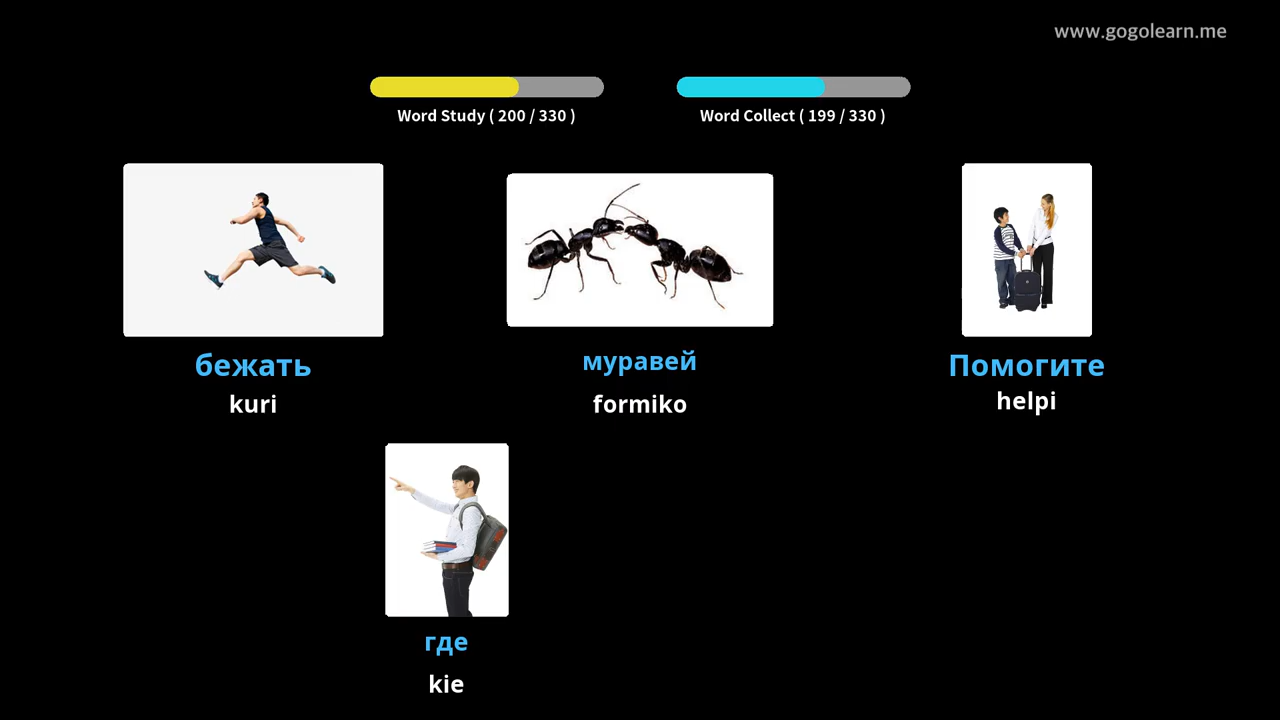 www.gogolearn.me
Word Study ( 200 / 330 )
Word Collect ( 199 / 330 )
бежать
kuri
муравей
formiko
Помогите
helpi
где
kie